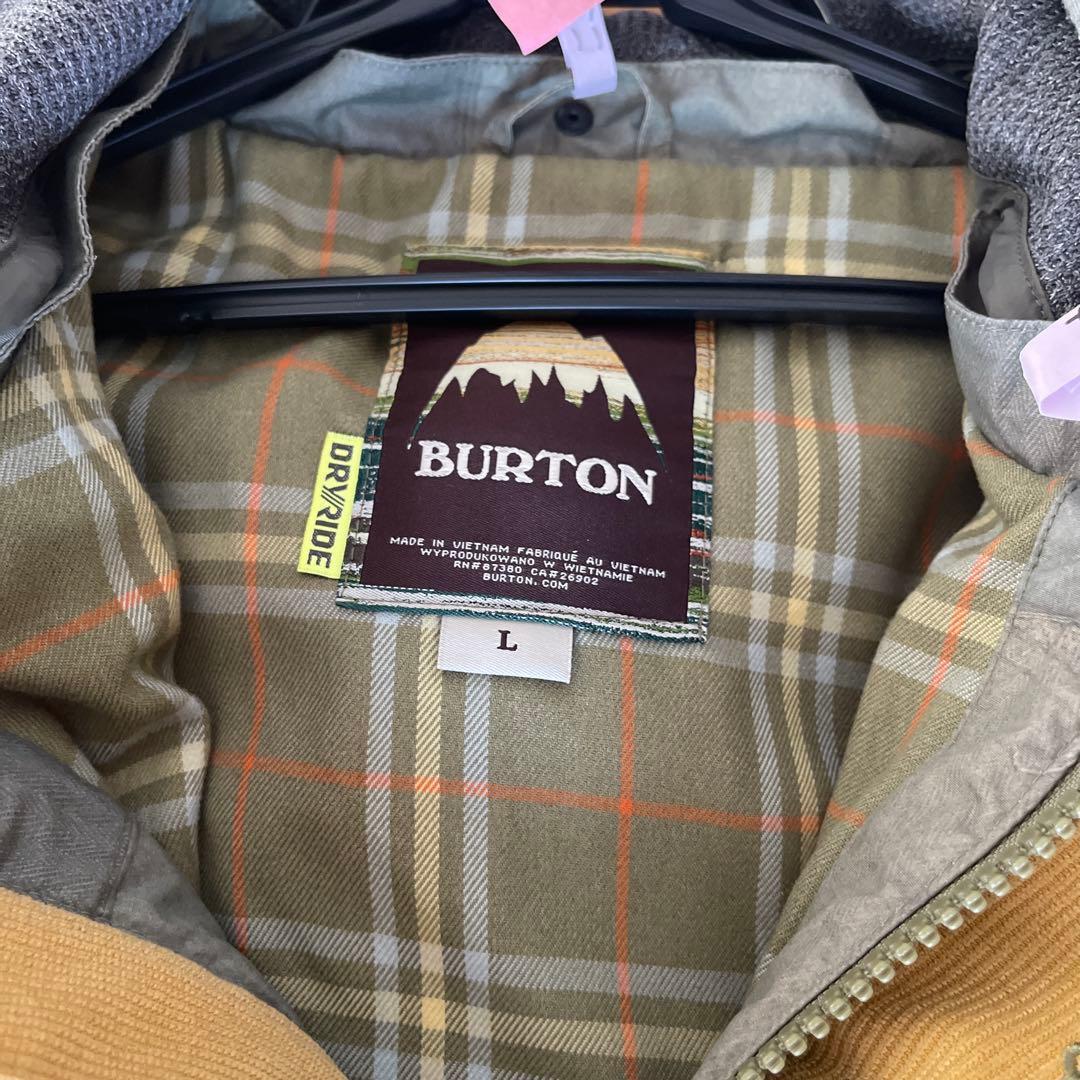 BURTON
DRY//RIDE
MADE IN VIETNAM FABRIQUÉ AU VIETNAM
WYPRODUKOWANO W WIETNAMIE
RN#87380 CA#26902
BURTON.COM
L